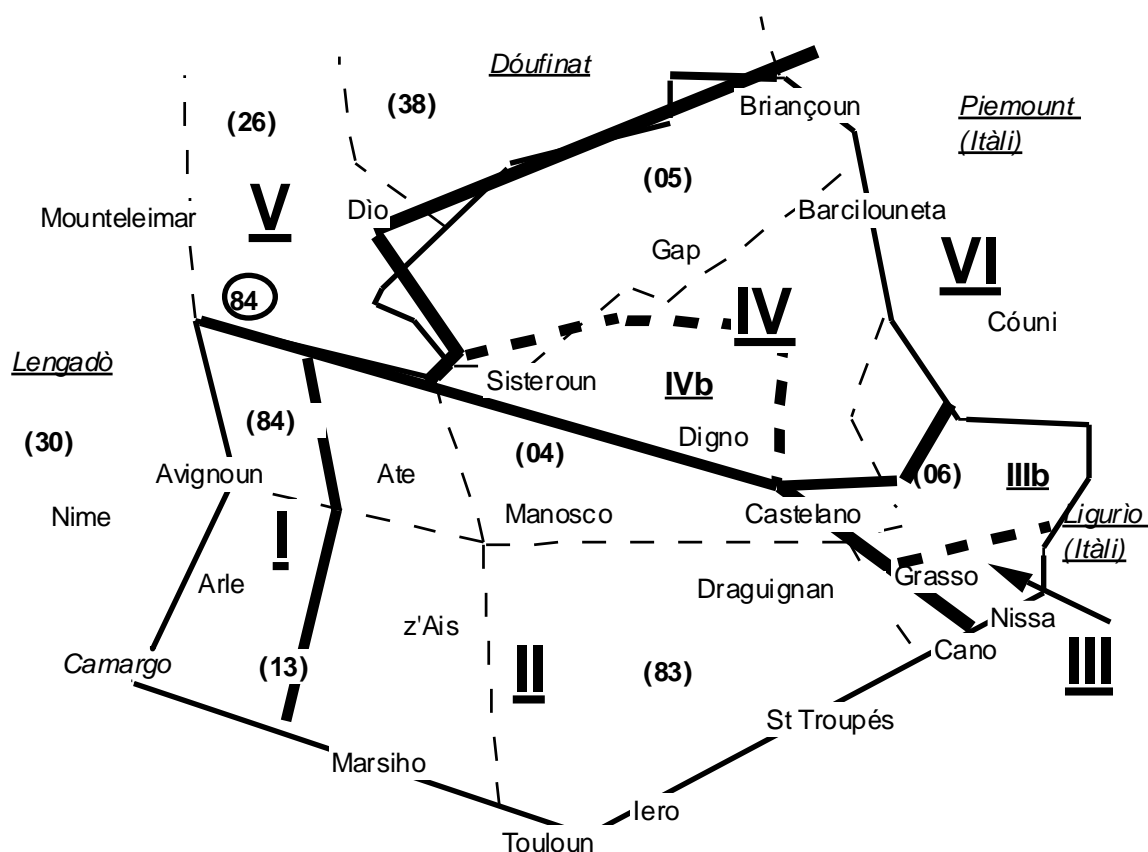 Dóufinat
(38)
(26)
Briançoun
Piemount
(Itàli)
(05)
V
Mounteleimar
Dìo
Barcilouneta
Gap
VI
84
IV
Cóuni
Lengadò
Sisteroun
IVb
(84)
(30)
Digno
(04)
Avignoun
Ate
(06)
IIIb
Nime
Manosco
Castelano
Ligurìo
(Itàli)
I
Arle
Draguignan
Grasso
z'Ais
Nissa
Camargo
(13)
II
(83)
Cano
III
St Troupés
Marsiho
Iero
Touloun